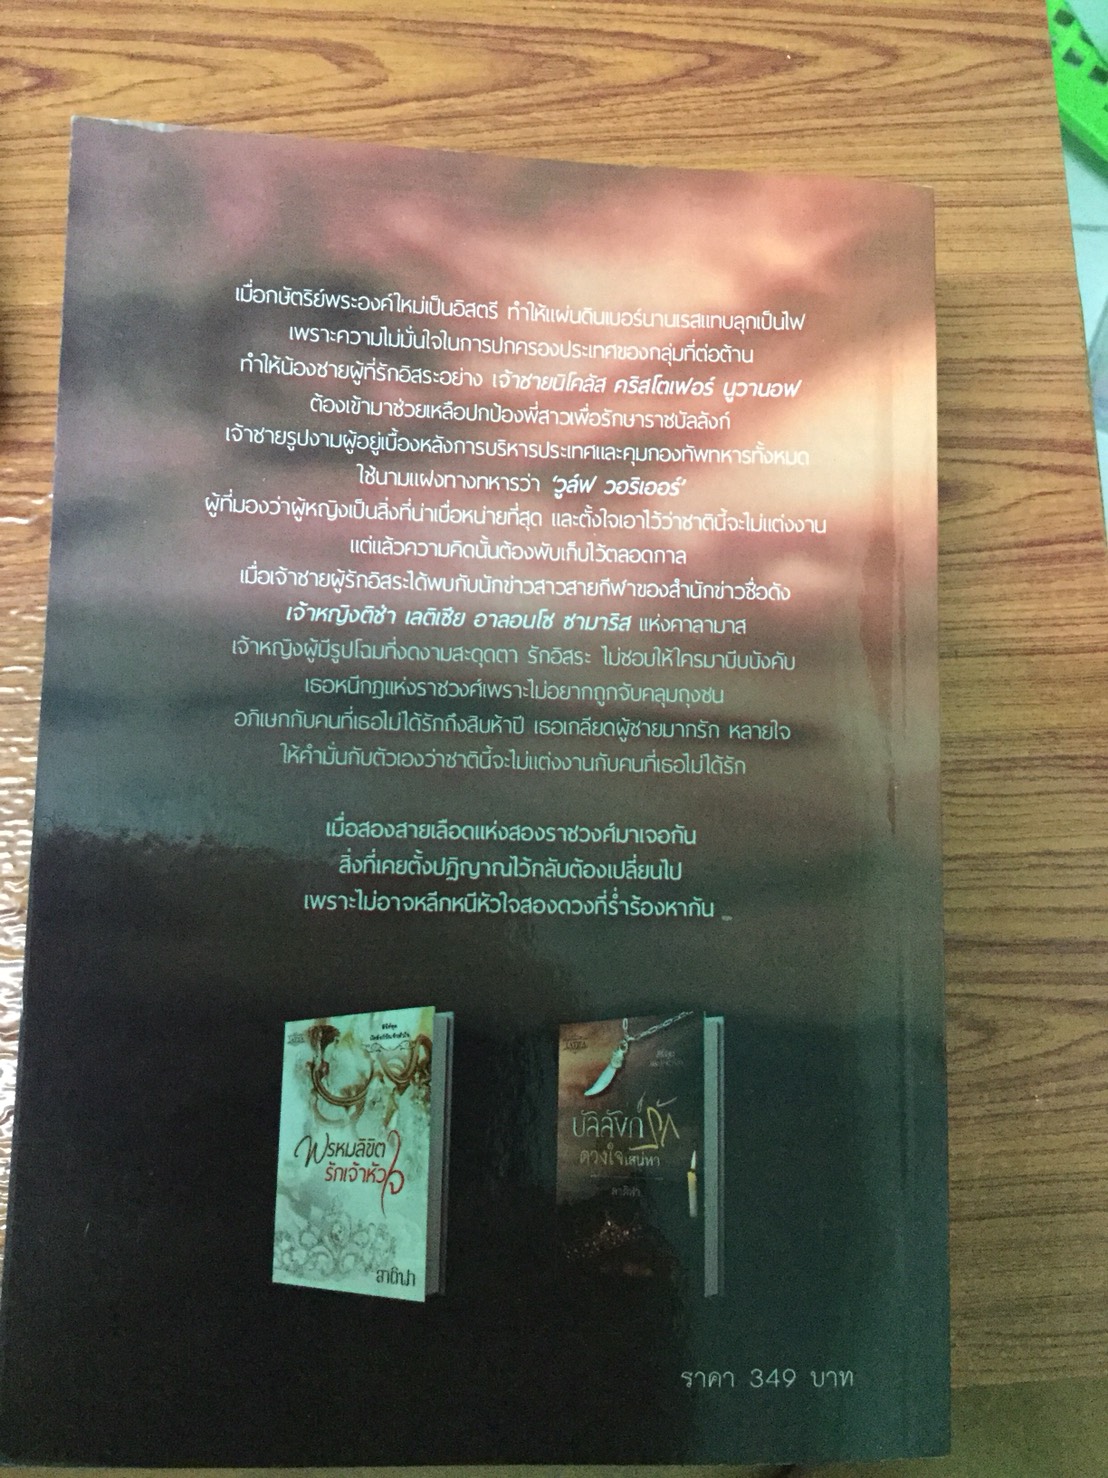 เมื่อกษัตริย์พระองค์ใหม่เป็นอิสตรี ทำให้แผ่นดินเมอร์นานเรสแทบลุกเป็นไฟ
เพราะความไม่มั่นใจในการปกครองประเทศของกลุ่มที่ต่อต้าน
ทำให้น้องชายผู้ที่รักอิสระอย่าง เจ้าชายนิโคลัส คริสโตเฟอร์ นูวานอฟ
ต้องเข้ามาช่วยเหลือปกป้องพี่สาวเพื่อรักษาราชบัลลังก์
เจ้าชายรูปงามผู้อยู่เบื้องหลังการบริหารประเทศและคุมกองทัพทหารทั้งหมด
ใช้นามแฝงทางทหารว่า ‘วูล์ฟ วอริเออร์’
ผู้ที่มองว่าผู้หญิงเป็นสิ่งที่น่าเบื่อหน่ายที่สุด และตั้งใจเอาไว้ว่าชาตินี้จะไม่แต่งงาน
แต่แล้วความคิดนั้นต้องพับเก็บไว้ตลอดกาล
เมื่อเจ้าชายผู้รักอิสระได้พบกับนักข่าวสาวสายกีฬาของสำนักข่าวชื่อดัง
เจ้าหญิงติช่า เลติเซีย อาลอนโซ ซามาริส แห่งคาลามาส
เจ้าหญิงผู้มีรูปโฉมที่งดงามสะดุดตา รักอิสระ ไม่ชอบให้ใครมาบีบบังคับ
เธอหนีกฎแห่งราชวงศ์เพราะไม่อยากถูกจับคลุมถุงชน
อภิเษกกับคนที่เธอไม่ได้รักถึงสิบห้าปี เธอเกลียดผู้ชายมากรัก หลายใจ
ให้คำมั่นกับตัวเองว่าชาตินี้จะไม่แต่งงานกับคนที่เธอไม่ได้รัก
เมื่อสองสายเลือดแห่งสองราชวงศ์มาเจอกัน
สิ่งที่เคยตั้งปฏิญาณไว้กลับต้องเปลี่ยนไป
เพราะไม่อาจหลีกหนีหัวใจสองดวงที่ร่ำร้องหากัน
พรหมลิขิต
รักเจ้าหัวใจ
ลาติฟา
บัลลังก์รัก
ดวงใจเสน่หา
ราคา 349 บาท